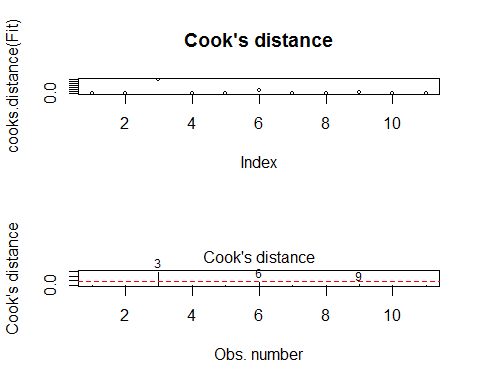 Cook's distance
cooks.distance(Fit)
0.0
2 4 6 8 10
Index
Cook's distance
Cook's distance
0.0
3 6 9
2 4 6 8 10
Obs. number